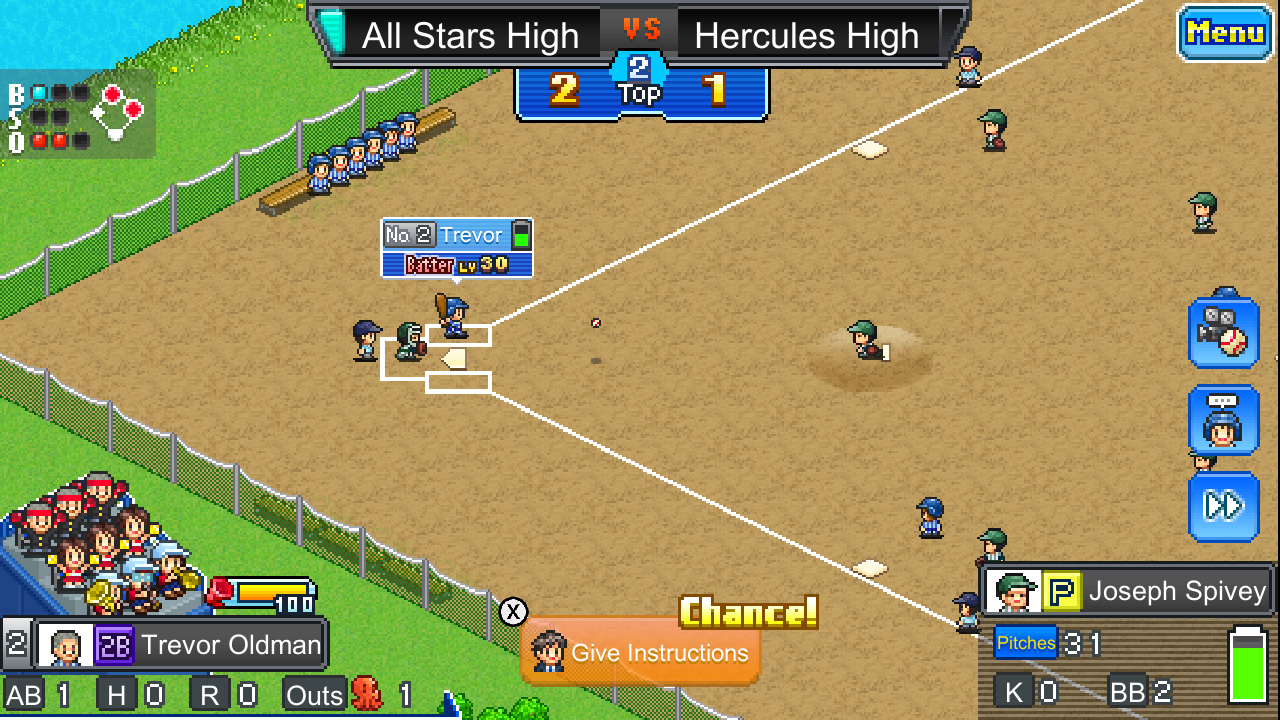 All Stars High VS Hercules High
Menu
2 2 1
TOP
B
S
O
No 2 Trevor
Batter Lv 30
100
Chance!
X Give Instructions
2 2B Trevor Oldman
AB 1 H 0 R 0 Outs 1
P Joseph Spivey
Pitches 31
K 0 BB 2